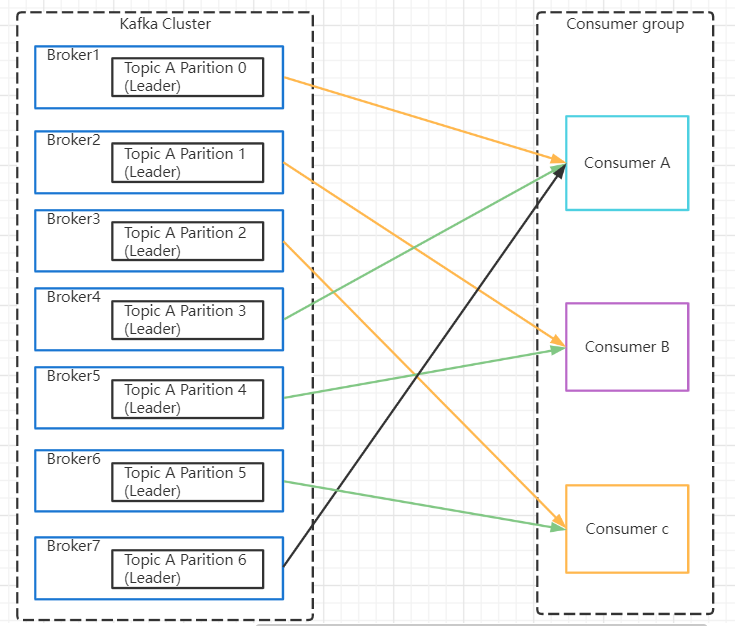 Kafka Cluster
Consumer group
Broker1
Topic A Parition 0
(Leader)
Broker2
Topic A Parition 1
(Leader)
Broker3
Topic A Parition 2
(Leader)
Broker4
Topic A Parition 3
(Leader)
Broker5
Topic A Parition 4
(Leader)
Broker6
Topic A Parition 5
(Leader)
Broker7
Topic A Parition 6
(Leader)
Consumer A
Consumer B
Consumer c